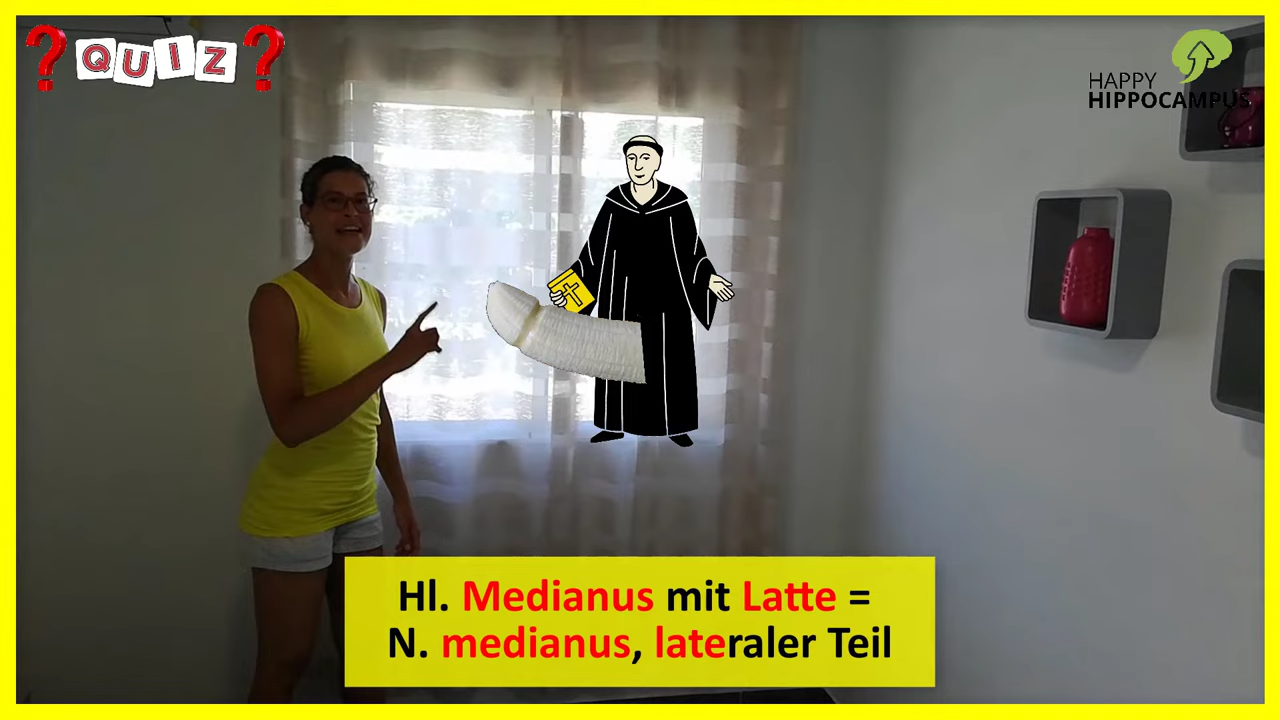 ? QUIZ ?
HAPPY
HIPPOCAMPUS
Hl. Medianus mit Latte =
N. medianus, lateraler Teil